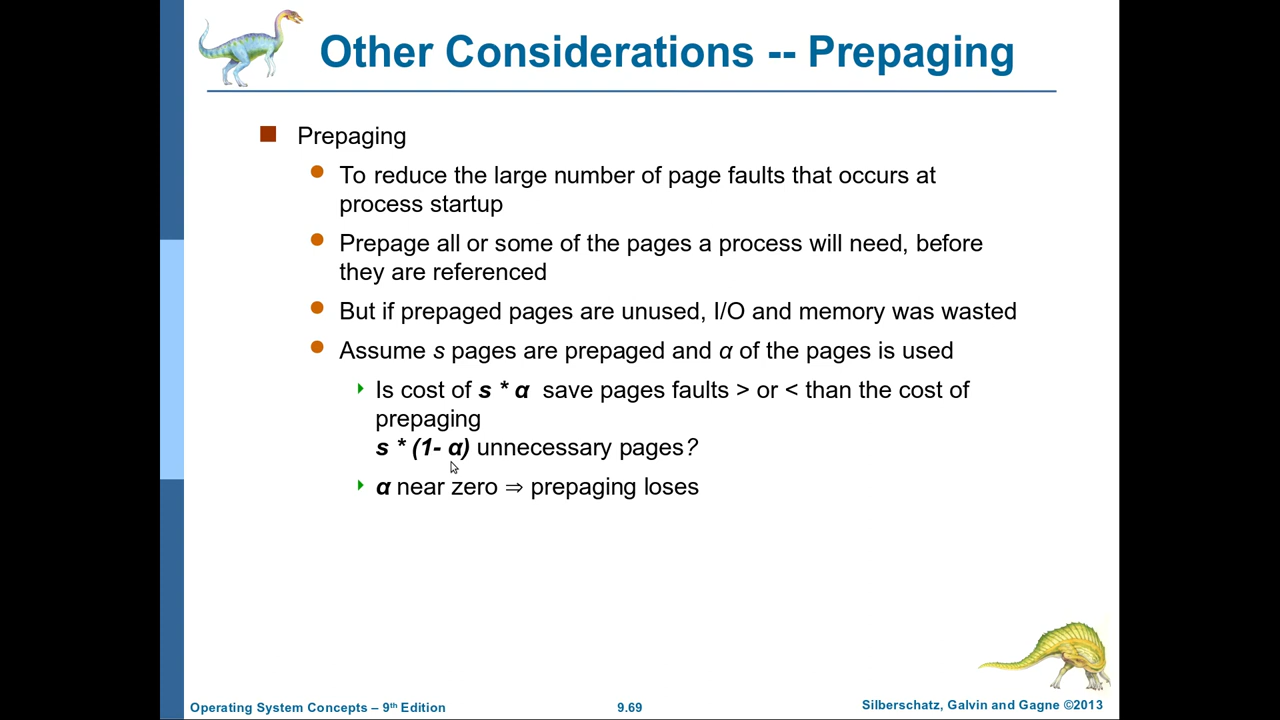 Other Considerations -- Prepaging
Prepaging
To reduce the large number of page faults that occurs at
process startup
Prepage all or some of the pages a process will need, before
they are referenced
But if prepaged pages are unused, I/O and memory was wasted
Assume s pages are prepaged and α of the pages is used
Is cost of s * α save pages faults > or < than the cost of
prepaging
s * (1- α) unnecessary pages?
α near zero ⇒ prepaging loses
Operating System Concepts – 9th Edition
9.69
Silberschatz, Galvin and Gagne ©2013